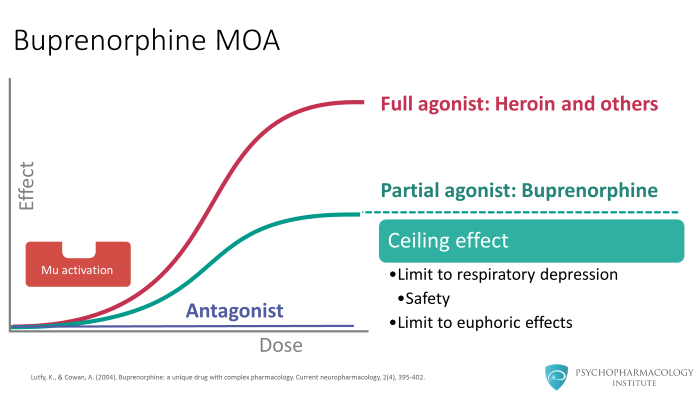 Buprenorphine MOA
Full agonist: Heroin and others
Effect
Partial agonist: Buprenorphine
Ceiling effect
Mu activation
•Limit to respiratory depression
•Safety
Antagonist
•Limit to euphoric effects
Dose
Lutfy, K., & Cowan, A. (2004). Buprenorphine: a unique drug with complex pharmacology. Current neuropharmacology, 2(4), 395-402.
PSYCHOPHARMACOLOGY
INSTITUTE